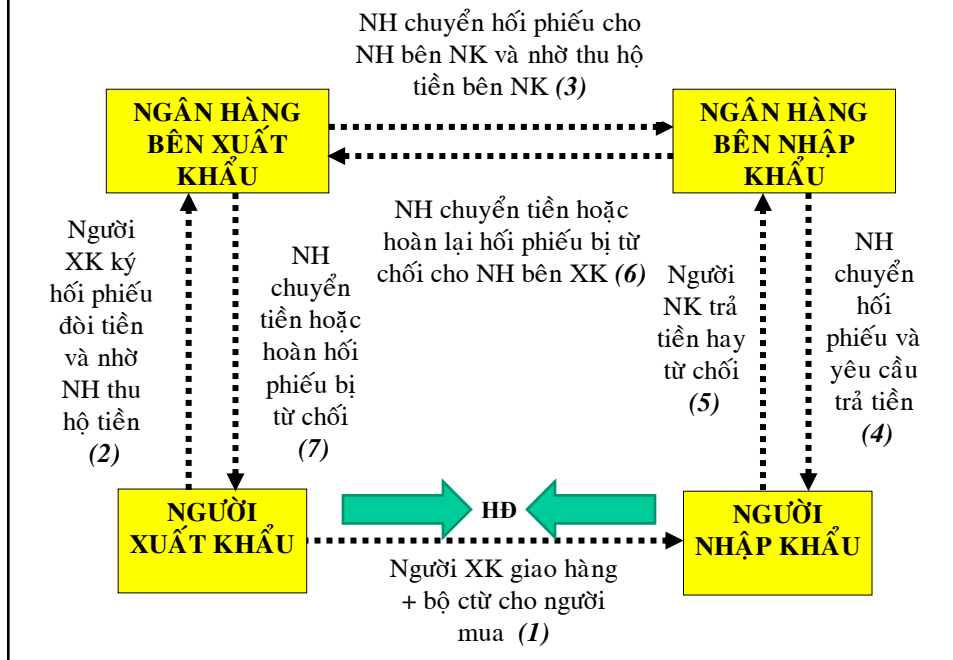 NH chuyển hối phiếu cho
NH bên NK và nhờ thu hộ
tiền bên NK (3)
NGÂN HÀNG
BÊN XUẤT
KHẨU
NGÂN HÀNG
BÊN NHẬP
KHẨU
NH chuyển tiền hoặc
hoàn lại hối phiếu bị từ
chối cho NH bên XK (6)
Người
XK ký
hối phiếu
đòi tiền
và nhờ
NH thu
hộ tiền
(2)
NH
chuyển
tiền hoặc
hoàn hối
phiếu bị
từ chối
(7)
Người
NK trả
tiền hay
từ chối
(5)
NH
chuyển
hối
phiếu và
yêu cầu
trả tiền
(4)
NGƯỜI
XUẤT KHẨU
HĐ
NGƯỜI
NHẬP KHẨU
Người XK giao hàng
+ bộ ctừ cho người
mua (1)